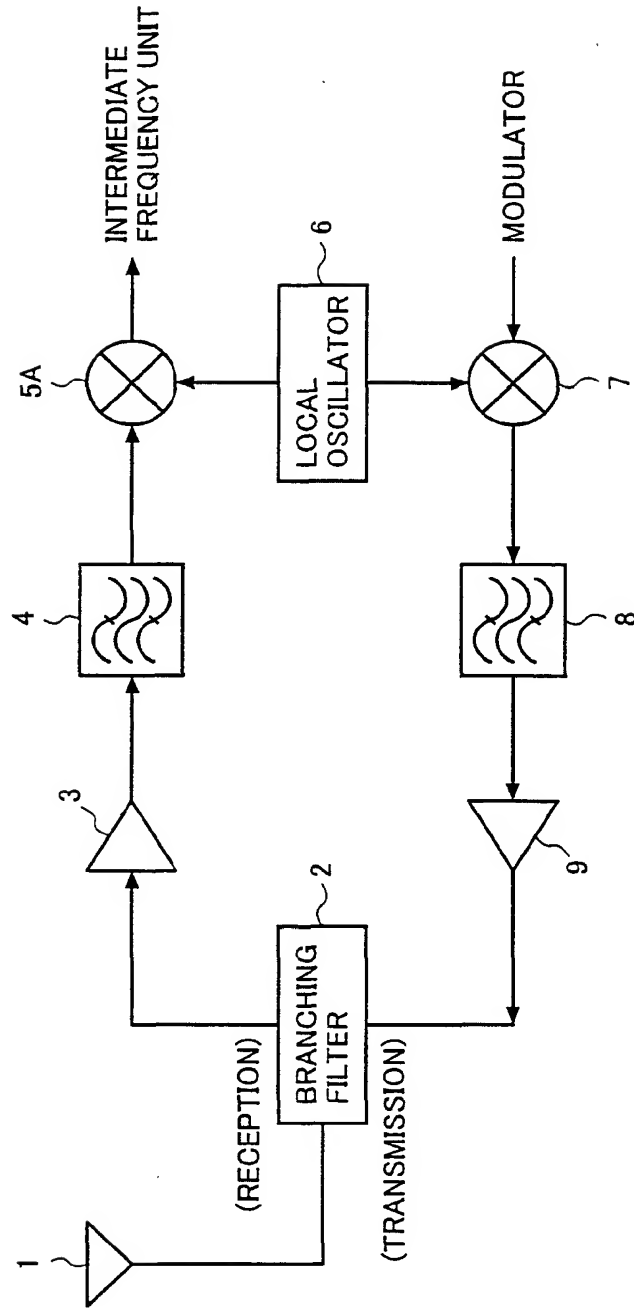 1
(RECEPTION)
BRANCHING
FILTER
2
(TRANSMISSION)
3
4
5A
INTERMEDIATE
FREQUENCY UNIT
LOCAL
OSCILLATOR
6
MODULATOR
7
8
9